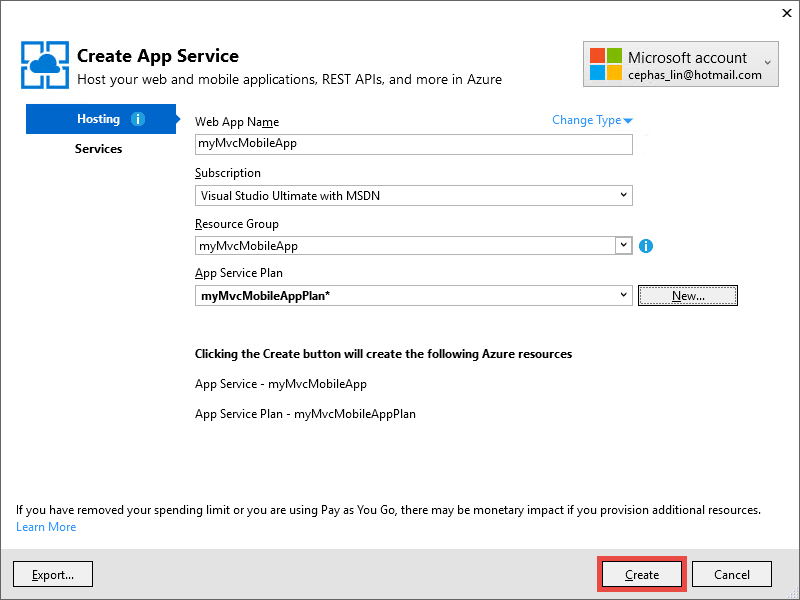 Create App Service
Host your web and mobile applications, REST APIs, and more in Azure
Microsoft account
cephas_lin@hotmail.com
Hosting i
Services
Web App Name
Change Type
myMvcMobileApp
Subscription
Visual Studio Ultimate with MSDN
Resource Group
myMvcMobileApp
i
App Service Plan
myMvcMobileAppPlan*
New...
Clicking the Create button will create the following Azure resources
App Service - myMvcMobileApp
App Service Plan - myMvcMobileAppPlan
If you have removed your spending limit or you are using Pay as You Go, there may be monetary impact if you provision additional resources.
Learn More
Export...
Create
Cancel